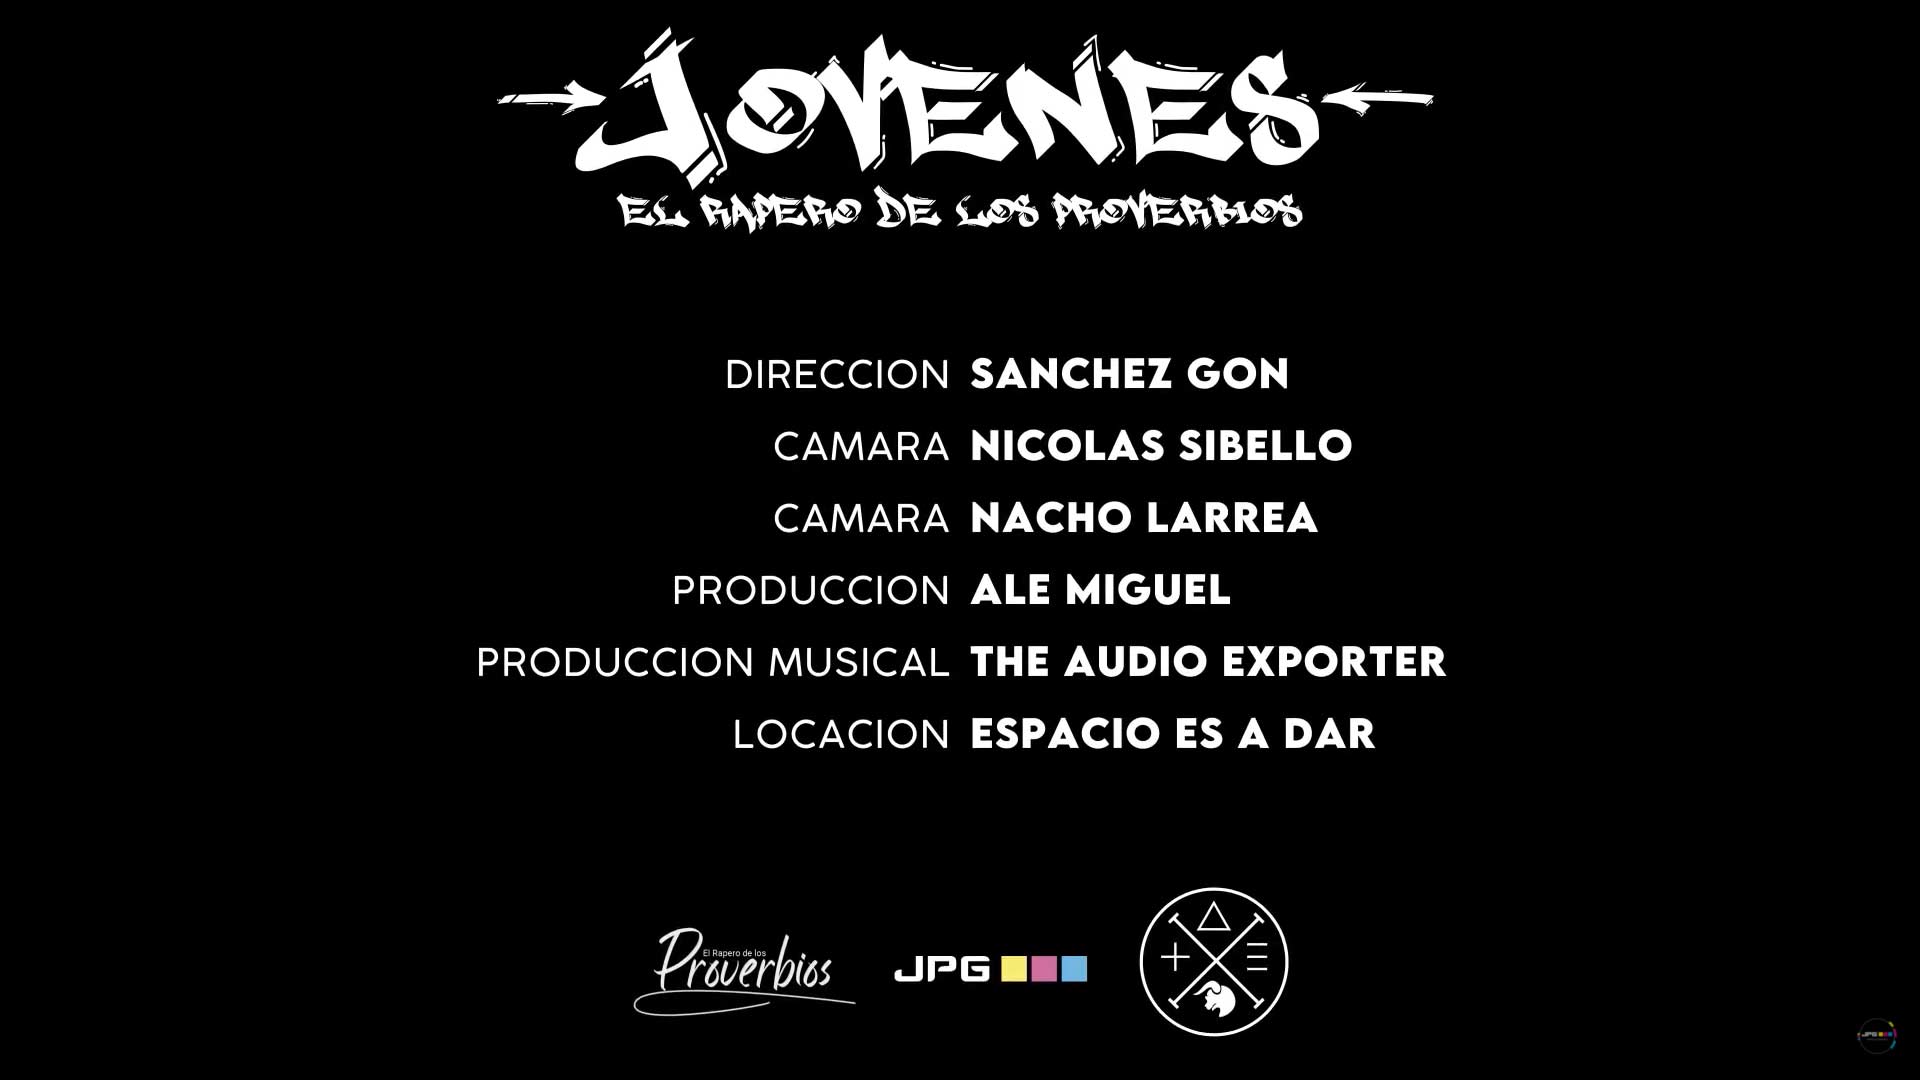 JOVENES
EL RAPERO DE LOS PROVERBIOS
DIRECCION SANCHEZ GON
CAMARA NICOLAS SIBELLO
CAMARA NACHO LARREA
PRODUCCION ALE MIGUEL
PRODUCCION MUSICAL THE AUDIO EXPORTER
LOCACION ESPACIO ES A DAR
El Rapero de los
Proverbios
JPG
JPG